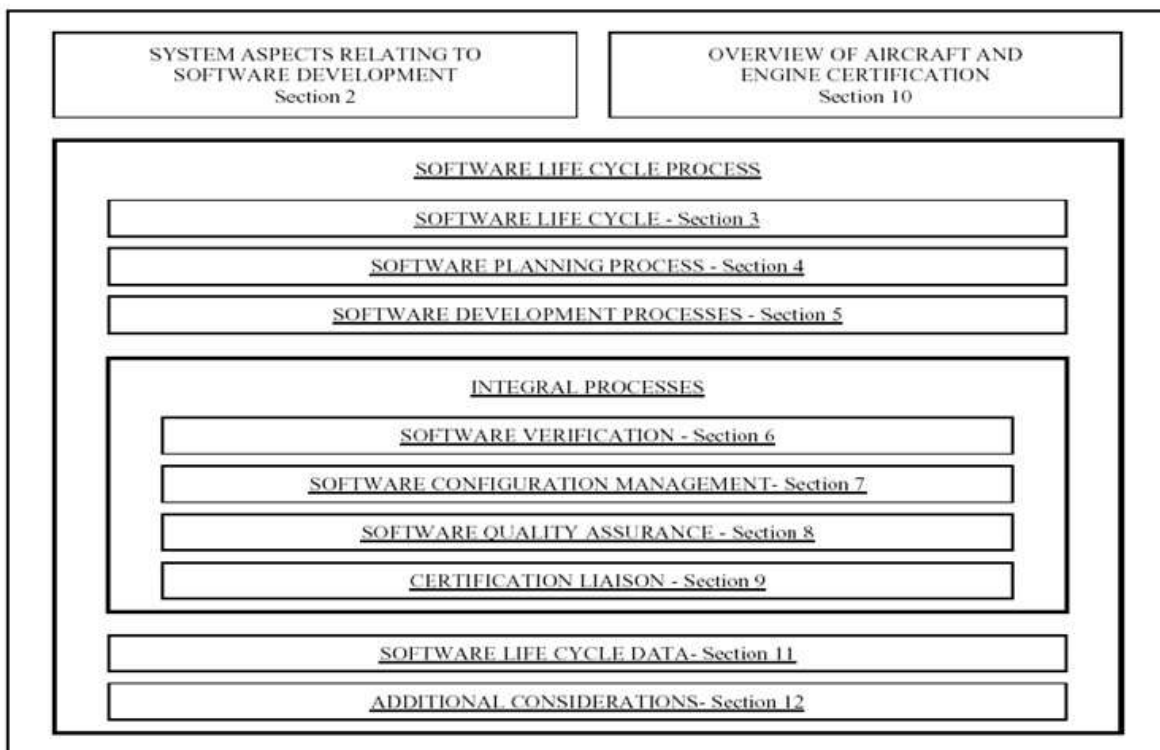 SYSTEM ASPECTS RELATING TO
SOFTWARE DEVELOPMENT
Section 2
OVERVIEW OF AIRCRAFT AND
ENGINE CERTIFICATION
Section 10
SOFTWARE LIFE CYCLE PROCESS
SOFTWARE LIFE CYCLE - Section 3
SOFTWARE PLANNING PROCESS - Section 4
SOFTWARE DEVELOPMENT PROCESSES - Section 5
INTEGRAL PROCESSES
SOFTWARE VERIFICATION - Section 6
SOFTWARE CONFIGURATION MANAGEMENT- Section 7
SOFTWARE QUALITY ASSURANCE - Section 8
CERTIFICATION LIAISON - Section 9
SOFTWARE LIFE CYCLE DATA- Section 11
ADDITIONAL CONSIDERATIONS- Section 12